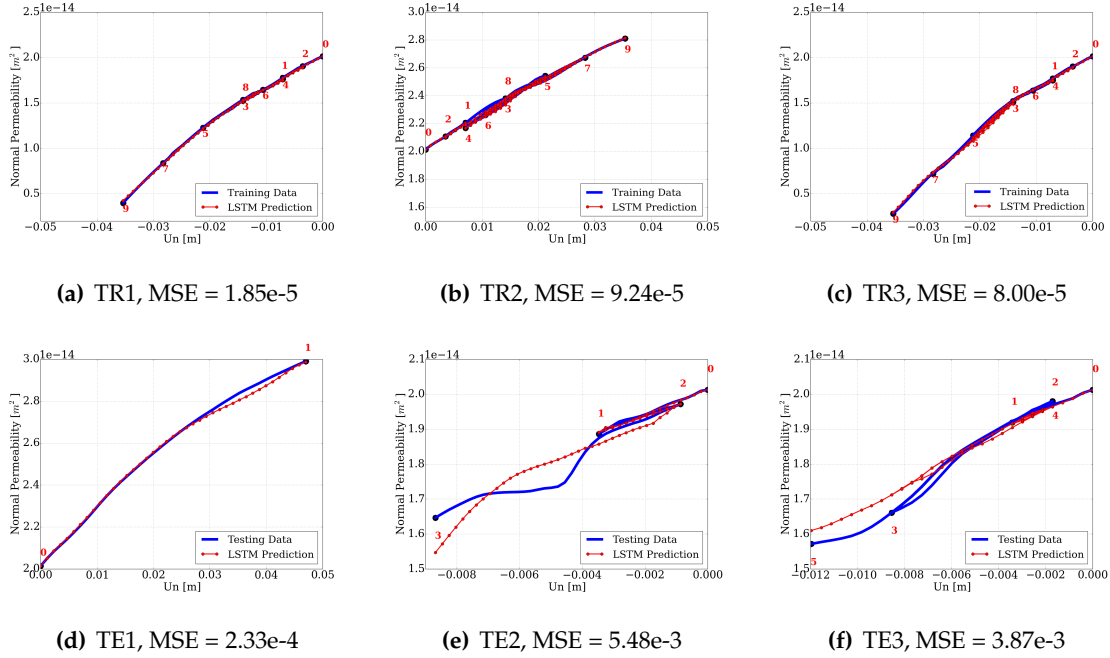 2.5 1e−14
2.0
1.5
1.0
0.5
Normal Permeability [m²]
0
2
1
4
8
6
3
5
7
9
Training Data
LSTM Prediction
−0.05 −0.04 −0.03 −0.02 −0.01 0.00
Un [m]
(a) TR1, MSE = 1.85e-5
3.0 1e−14
2.8
2.6
2.4
2.2
2.0
1.8
1.6
Normal Permeability [m²]
9
7
8
5
1
3
2
6
0
4
Training Data
LSTM Prediction
0.00 0.01 0.02 0.03 0.04 0.05
Un [m]
(b) TR2, MSE = 9.24e-5
2.5 1e−14
2.0
1.5
1.0
0.5
Normal Permeability [m²]
0
2
1
4
8
6
3
5
7
9
Training Data
LSTM Prediction
−0.05 −0.04 −0.03 −0.02 −0.01 0.00
Un [m]
(c) TR3, MSE = 8.00e-5
3.0 1e−14
2.8
2.6
2.4
2.2
2.0
Normal Permeability [m²]
1
0
Testing Data
LSTM Prediction
0.00 0.01 0.02 0.03 0.04 0.05
Un [m]
(d) TE1, MSE = 2.33e-4
2.1 1e−14
2.0
1.9
1.8
1.7
1.6
1.5
Normal Permeability [m²]
0
2
1
3
Testing Data
LSTM Prediction
−0.008 −0.006 −0.004 −0.002 0.000
Un [m]
(e) TE2, MSE = 5.48e-3
2.1 1e−14
2.0
1.9
1.8
1.7
1.6
1.5
Normal Permeability [m²]
0
2
1
4
3
5
Testing Data
LSTM Prediction
−0.012 −0.010 −0.008 −0.006 −0.004 −0.002 0.000
Un [m]
(f) TE3, MSE = 3.87e-3